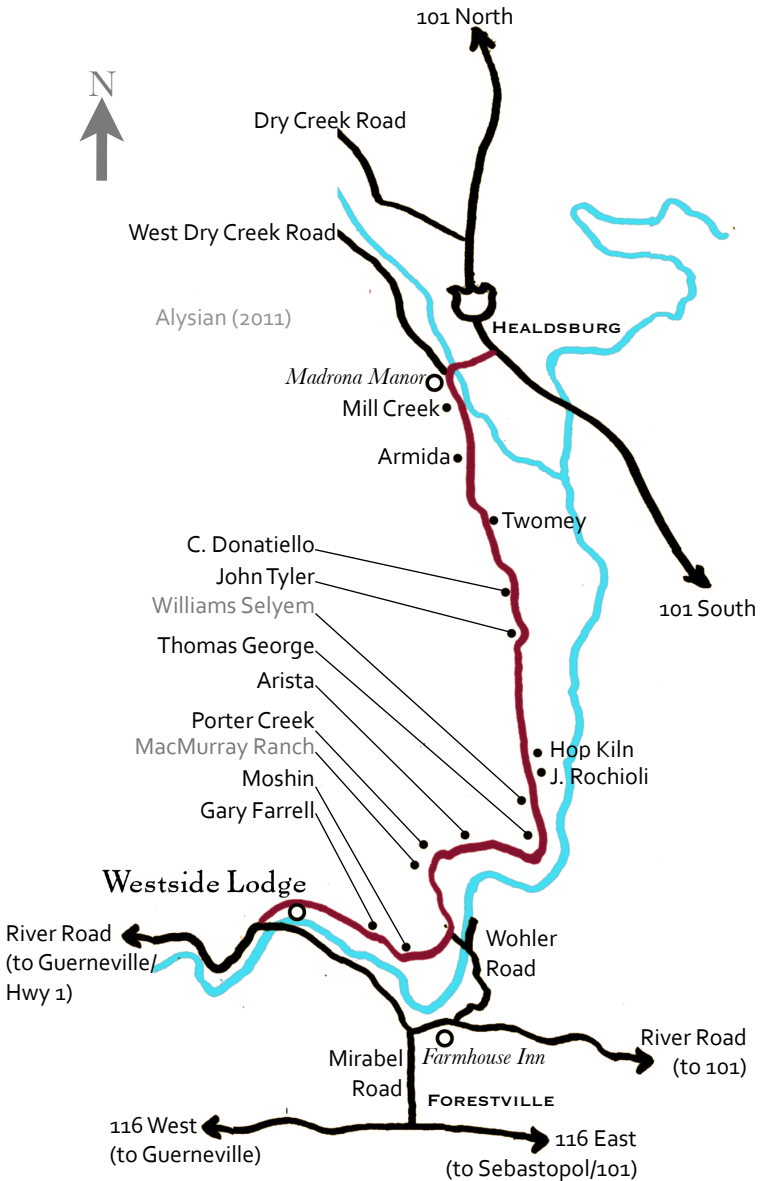 101 North
N
Dry Creek Road
West Dry Creek Road
Alysian (2011)
HEALDSBURG
Madrona Manor
Mill Creek
Armida
Twomey
C. Donatiello
John Tyler
101 South
Williams Selyem
Thomas George
Arista
Porter Creek
MacMurray Ranch
Hop Kiln
J. Rochioli
Moshin
Gary Farrell
Westside Lodge
River Road
(to Guerneville/
Hwy 1)
Wohler
Road
River Road
(to 101)
Mirabel
Road
Farmhouse Inn
FORESTVILLE
116 West
(to Guerneville)
116 East
(to Sebastopol/101)